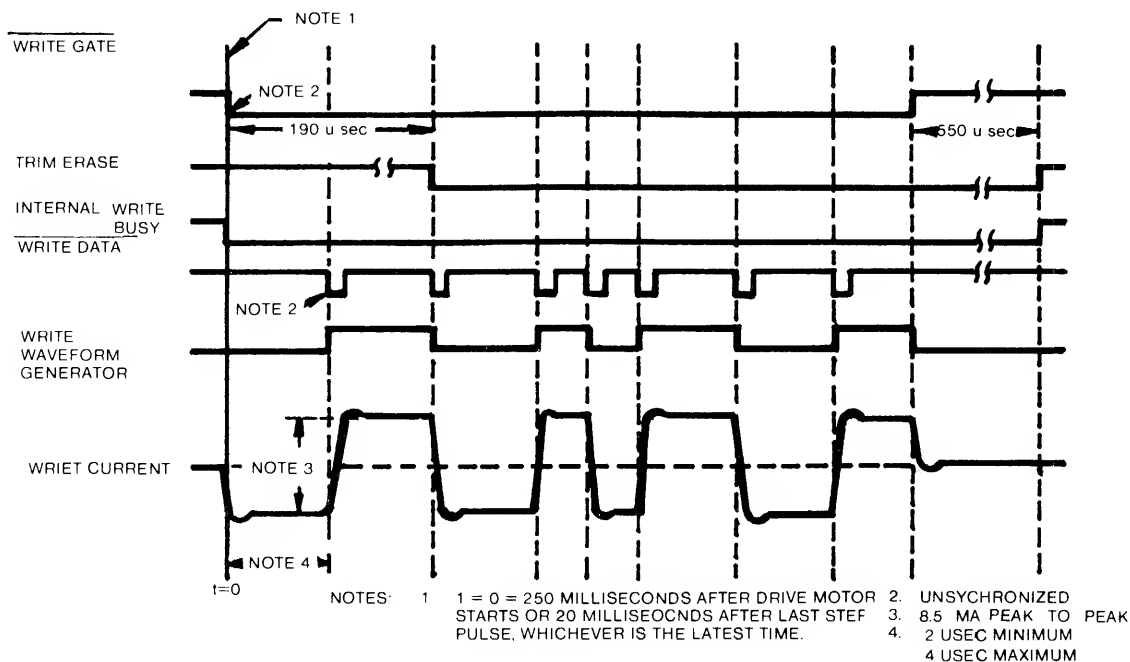 NOTE 1
WRITE GATE
NOTE 2
190 u sec
550 u sec
TRIM ERASE
INTERNAL WRITE
BUSY
WRITE DATA
NOTE 2
WRITE
WAVEFORM
GENERATOR
WRIET CURRENT
NOTE 3
NOTE 4
t=0
NOTES: 1 1 = 0 = 250 MILLISECONDS AFTER DRIVE MOTOR
STARTS OR 20 MILLISEOCNDS AFTER LAST STEP
PULSE, WHICHEVER IS THE LATEST TIME.
2. UNSYCHRONIZED
3. 8.5 MA PEAK TO PEAK
4. 2 USEC MINIMUM
4 USEC MAXIMUM